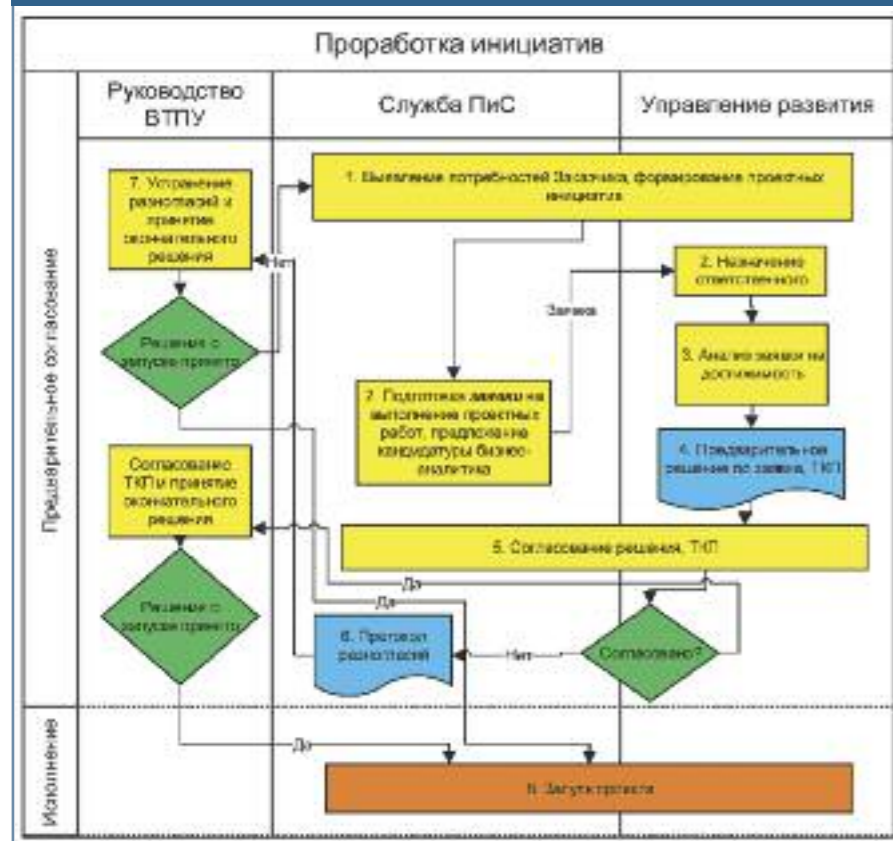 Проработка инициатив
Руководство
ВТПУ
Служба ПиС
Управление развития
Предварительное согласование
7. Устранение
разногласий и
принятие
окончательного
решения
1. Выявление потребностей Заказчика, формирование проектных
инициатив
Нет
2. Назначение
ответственного
Заявка
Решение о
запуске принято
3. Анализ заявки на
достижимость
2. Подготовка заявки на
выполнение проектных
работ, предложение
кандидатуры бизнес-
аналитика
4. Предварительное
решение по заявке, ТКП
Согласование
ТКП и принятие
окончательного
решения
5. Согласование решения, ТКП
Да
Да
Решение о
запуске принято
6. Протокол
разногласий
Нет
Согласовано?
Исполнение
Да
Запуск проекта